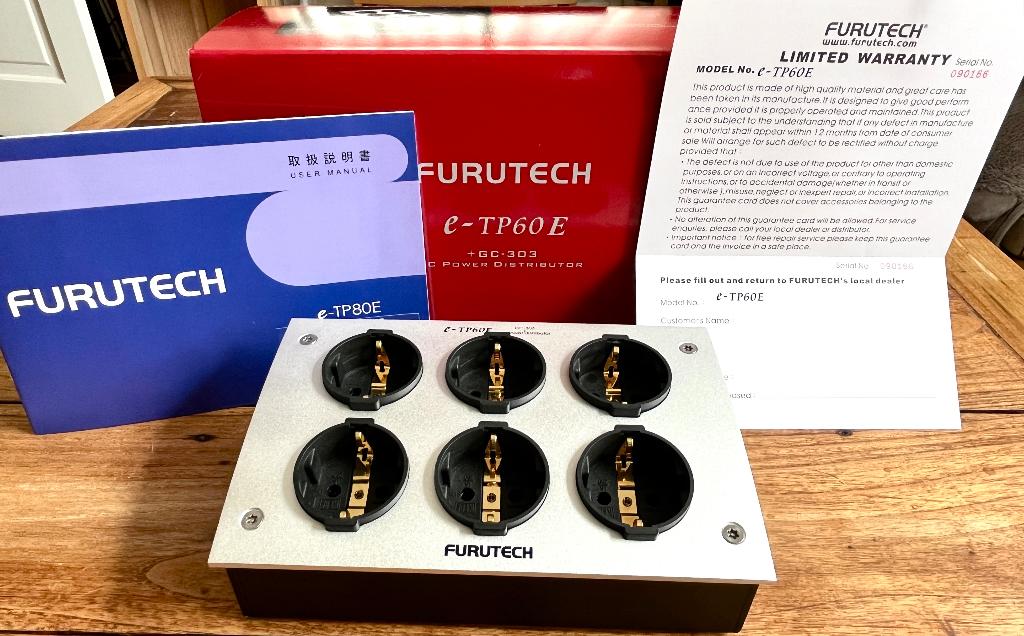 取扱説明書
USER MANUAL
FURUTECH
e-TP80E
FURUTECH
e-TP60E
+GC-303
C POWER DISTRIBUTOR
FURUTECH®
www.furutech.com
LIMITED WARRANTY Serial No.
MODEL No. e-TP60E 090186
This product is made of high quality material and great care has
been taken in its manufacture. It is designed to give good perform
ance provided it is properly operated and maintained. This product
is sold subject to the understanding that if any defect in manufacture
or material shall appear within 12 months from date of consumer
sale Will arrange for such defect to be rectified without charge
provided that :
· The defect is not due to use of the product for other than domestic
purposes, or on an incorrect voltage, or contrary to operating
instructions, or to accidental damage(whether in transit or
otherwise ), misuse, neglect or inexpert repair, or incorrect installation.
This guarantee card does not cover accessories belonging to the
product.
· No alteration of this guarantee card will be allowed. For service
enquiries, please call your local dealer or distributor.
· Important notice : for free repair service please keep this guarantee
card ang the invoice in a safe place.
Serial No. 090186
Please fill out and return to FURUTECH's local dealer
Model No. : e-TP60E
Customers Name
e-TP60E
FURUTECH